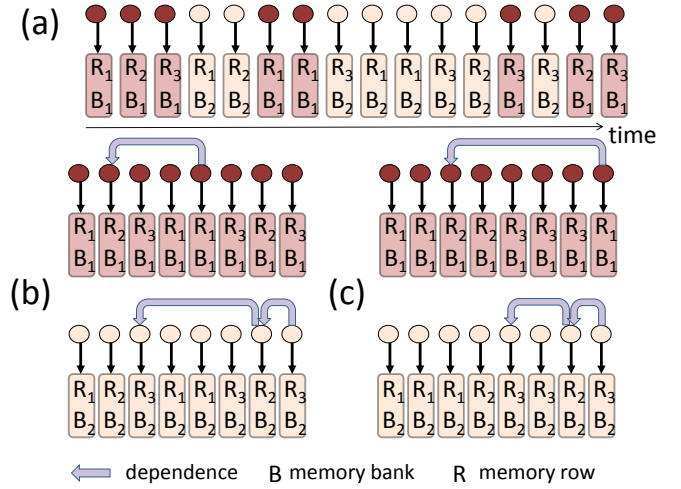 (a)
R1 R2 R3 R1 R2 R1 R1 R3 R1 R1 R2 R2 R3 R3 R2 R3
B1 B1 B1 B2 B2 B1 B1 B2 B2 B2 B2 B2 B1 B2 B1 B1
time
R1 R2 R3 R1 R1 R3 R2 R3
B1 B1 B1 B1 B1 B1 B1 B1
R1 R1 R2 R2 R3 R3 R3 R1
B1 B1 B1 B1 B1 B1 B1 B1
(b)
R1 R2 R2 R1 R1 R3 R2 R3
B2 B2 B2 B2 B2 B2 B2 B2
(c)
R1 R1 R1 R2 R2 R3 R2 R3
B2 B2 B2 B2 B2 B2 B2 B2
dependence B memory bank R memory row